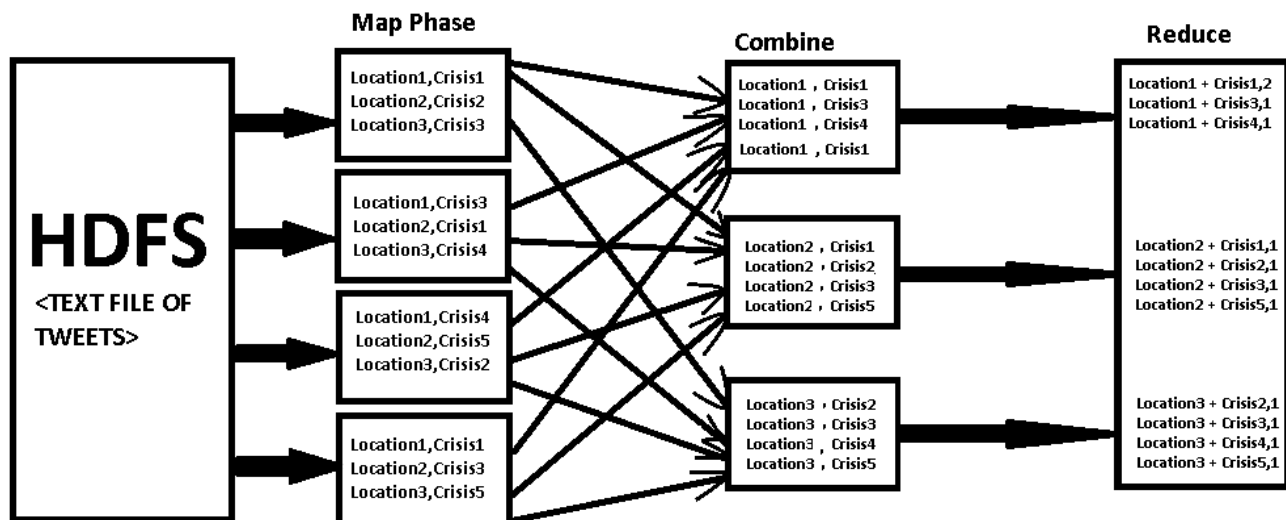 Map Phase
Combine
Reduce
HDFS
<TEXT FILE OF
TWEETS>
Location1,Crisis1
Location2,Crisis2
Location3,Crisis3
Location1,Crisis3
Location2,Crisis1
Location3,Crisis4
Location1,Crisis4
Location2,Crisis5
Location3,Crisis2
Location1,Crisis1
Location2,Crisis3
Location3,Crisis5
Location1 , Crisis1
Location1 , Crisis3
Location1 , Crisis4
Location1 , Crisis1
Location2 , Crisis1
Location2 , Crisis2
Location2 , Crisis3
Location2 , Crisis5
Location3 , Crisis2
Location3 , Crisis3
Location3 , Crisis4
Location3 , Crisis5
Location1 + Crisis1,2
Location1 + Crisis3,1
Location1 + Crisis4,1
Location2 + Crisis1,1
Location2 + Crisis2,1
Location2 + Crisis3,1
Location2 + Crisis5,1
Location3 + Crisis2,1
Location3 + Crisis3,1
Location3 + Crisis4,1
Location3 + Crisis5,1